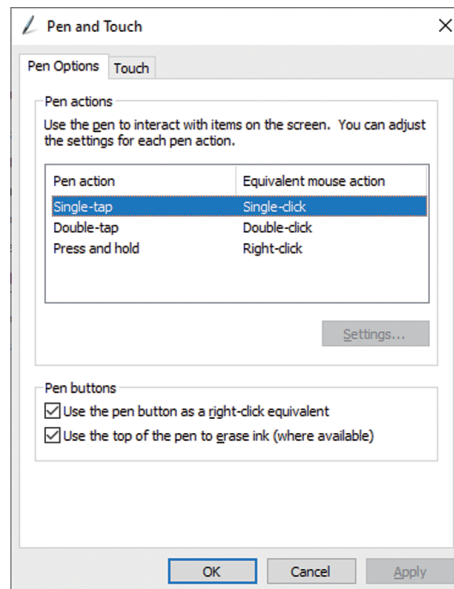 Pen and Touch
Pen Options Touch
Pen actions
Use the pen to interact with items on the screen. You can adjust
the settings for each pen action.
Pen action Equivalent mouse action
Single-tap Single-click
Double-tap Double-click
Press and hold Right-click
Settings...
Pen buttons
Use the pen button as a right-click equivalent
Use the top of the pen to erase ink (where available)
OK Cancel Apply